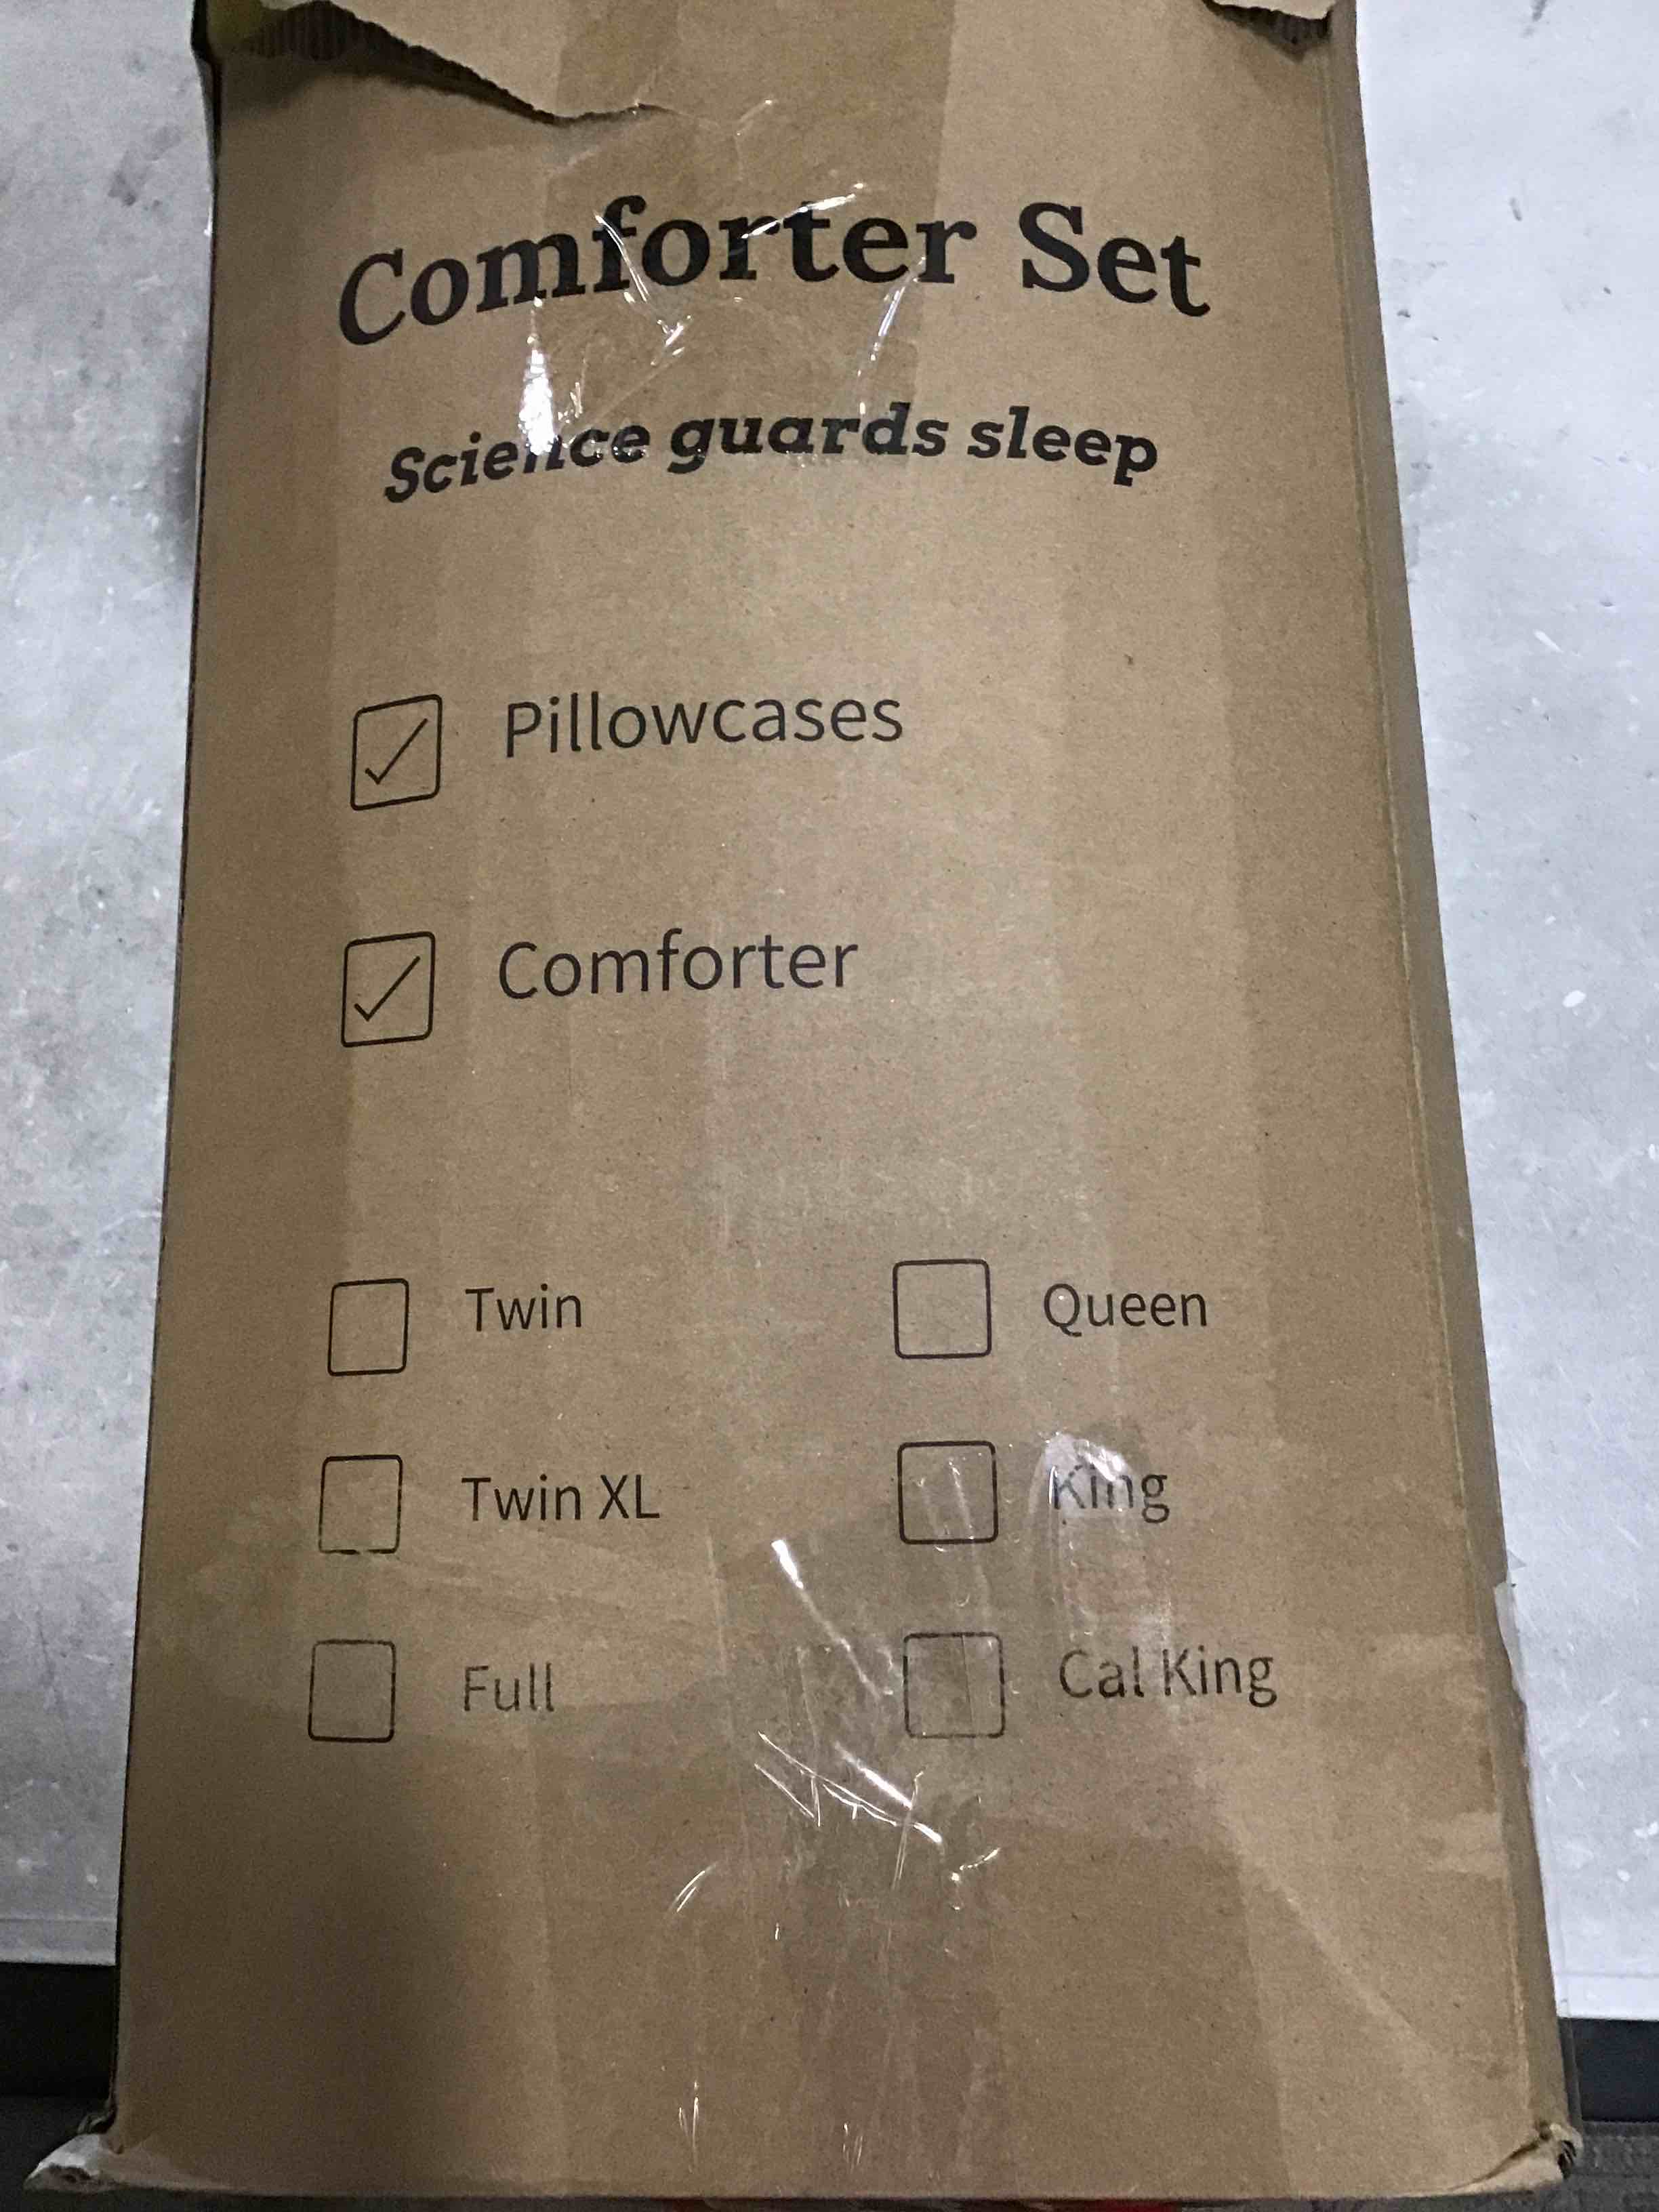 Comforter Set
Science guards sleep
Pillowcases
Comforter
Twin
Queen
Twin XL
King
Full
Cal King